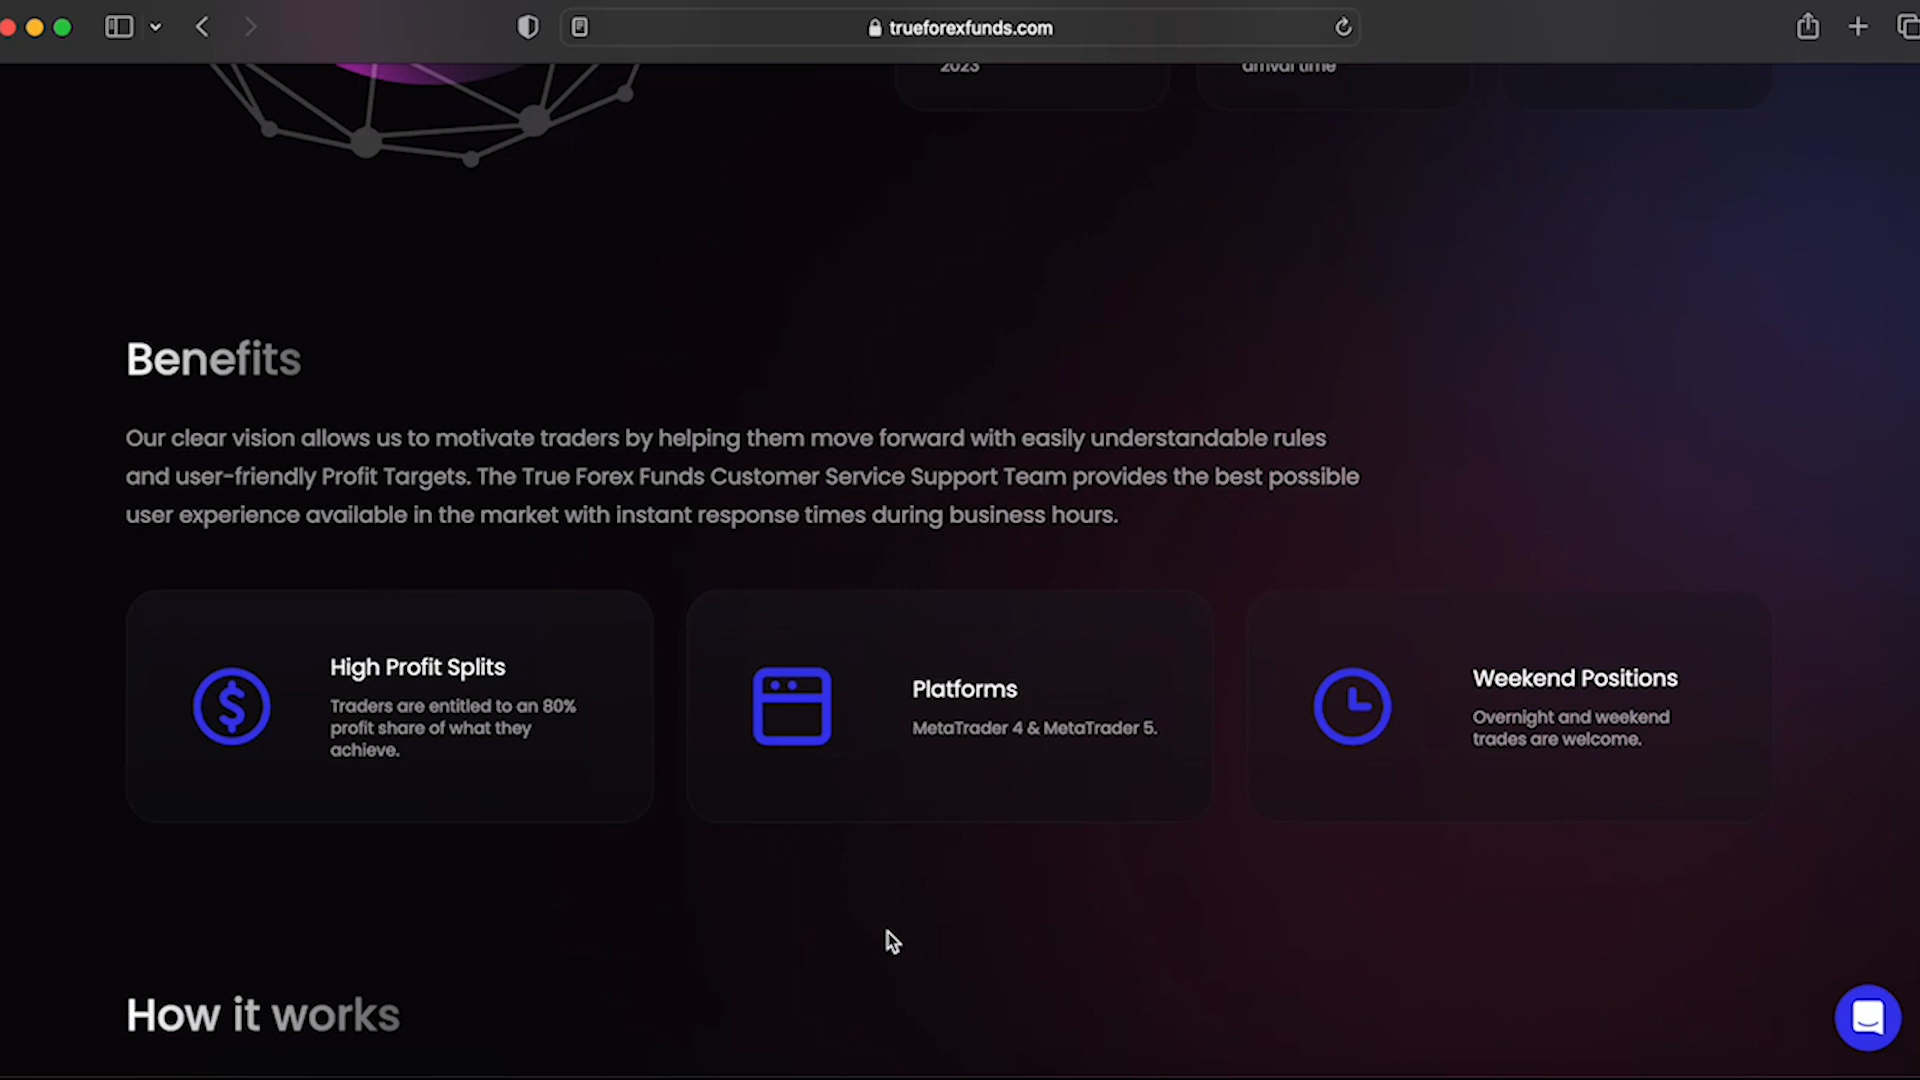 trueforexfunds.com
2023
arrival time
Benefits
Our clear vision allows us to motivate traders by helping them move forward with easily understandable rules
and user-friendly Profit Targets. The True Forex Funds Customer Service Support Team provides the best possible
user experience available in the market with instant response times during business hours.
High Profit Splits
Traders are entitled to an 80%
profit share of what they
achieve.
Platforms
MetaTrader 4 & MetaTrader 5.
Weekend Positions
Overnight and weekend
trades are welcome.
How it works